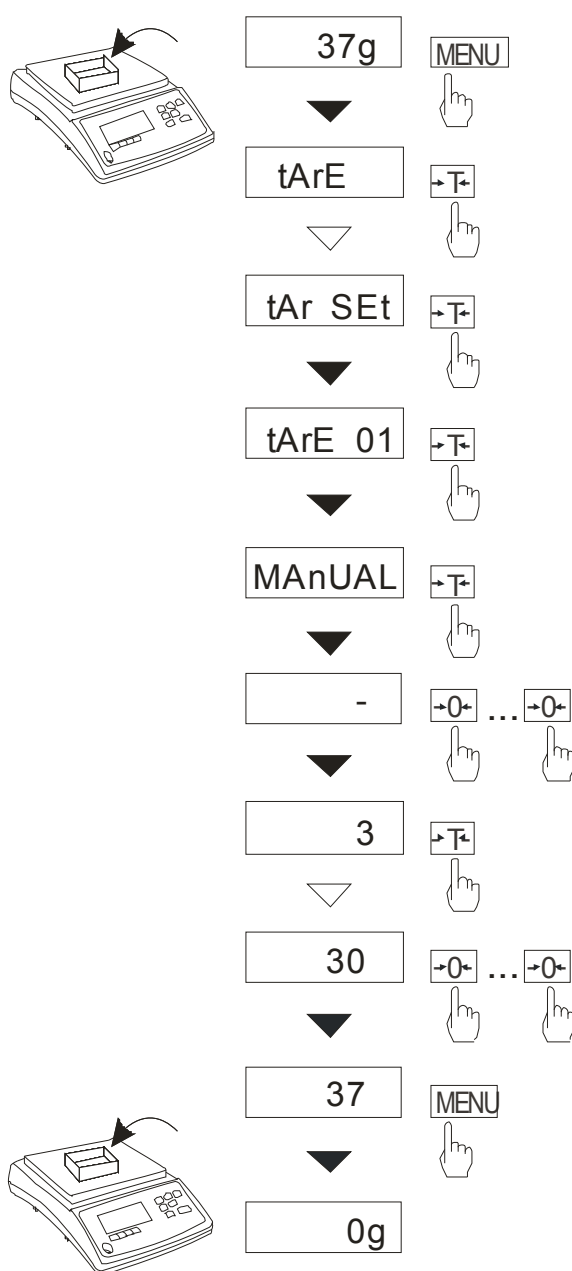 37g MENU
tArE →T←
tAr SEt →T←
tArE 01 →T←
MAnUAL →T←
- →0← ... →0←
3 →T←
30 →0← ... →0←
37 MENU
0g